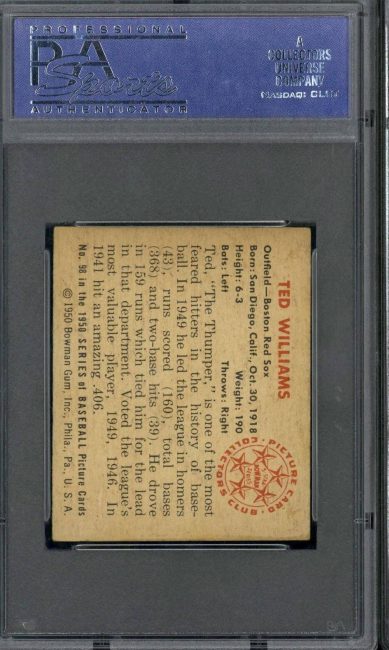 PROFESSIONAL
PSA
Sports
AUTHENTICATOR
A
COLLECTORS
UNIVERSE
COMPANY
NASDAQ: CLCT
TED WILLIAMS
Outfield—Boston Red Sox
Born: San Diego, Calif., Oct. 30, 1918
Height: 6-3 Weight: 190
Bats: Left Throws: Right
Ted, "The Thumper," is one of the most
feared hitters in the history of base-
ball. In 1949 he led the league in homers
(43), runs scored (160), total bases
(368) and two-base hits (39). He drove
in 159 runs which tied him for the lead
in that department. Voted the league's
most valuable player, 1949, 1946. In
1941 hit an amazing .406.
No. 98 in the 1950 SERIES of BASEBALL Picture Cards
©1950 Bowman Gum, Inc., Phila., Pa., U. S. A.
PICTURE CARD
COLLECTORS CLUB
BOWMAN